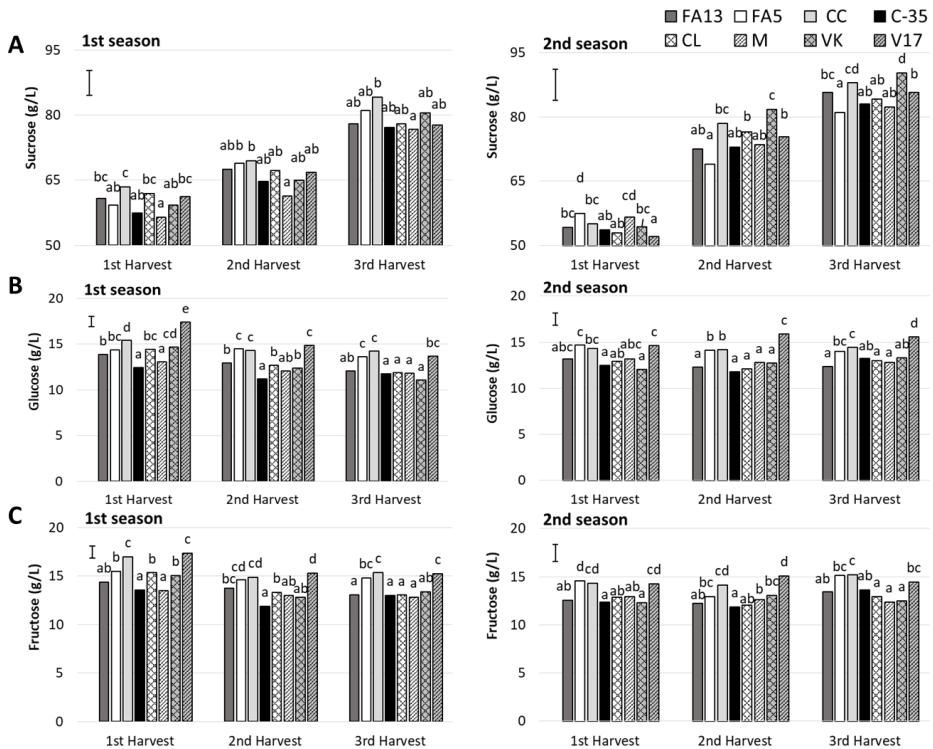 FA13 FA5 CC C-35
CL M VK V17
A
1st season
Sucrose (g/L)
95
80
65
50
bc ab c ab bc a ab bc
ab b b ab b ab ab a ab ab
ab ab b ab ab a ab ab
1st Harvest 2nd Harvest 3rd Harvest
2nd season
Sucrose (g/L)
95
80
65
50
bc d bc ab ab cd bc a
ab a bc ab b ab c b
bc a cd ab ab ab d bc
1st Harvest 2nd Harvest 3rd Harvest
B
1st season
Glucose (g/L)
20
15
10
5
0
b bc d a bc a cd e
b c c a b ab b c
ab c c a a a a c
1st Harvest 2nd Harvest 3rd Harvest
2nd season
Glucose (g/L)
20
15
10
5
0
abc c bc a ab abc a c
a b b a a a a c
a bc c ab a a ab d
1st Harvest 2nd Harvest 3rd Harvest
C
1st season
Fructose (g/L)
20
15
10
5
0
ab b c a b a b c
bc cd cd a b ab ab d
a bc c a a a ab c
1st Harvest 2nd Harvest 3rd Harvest
2nd season
Fructose (g/L)
20
15
10
5
0
ab d cd a ab ab a cd
ab bc cd a a ab b d
ab c c abc a a a bc
1st Harvest 2nd Harvest 3rd Harvest